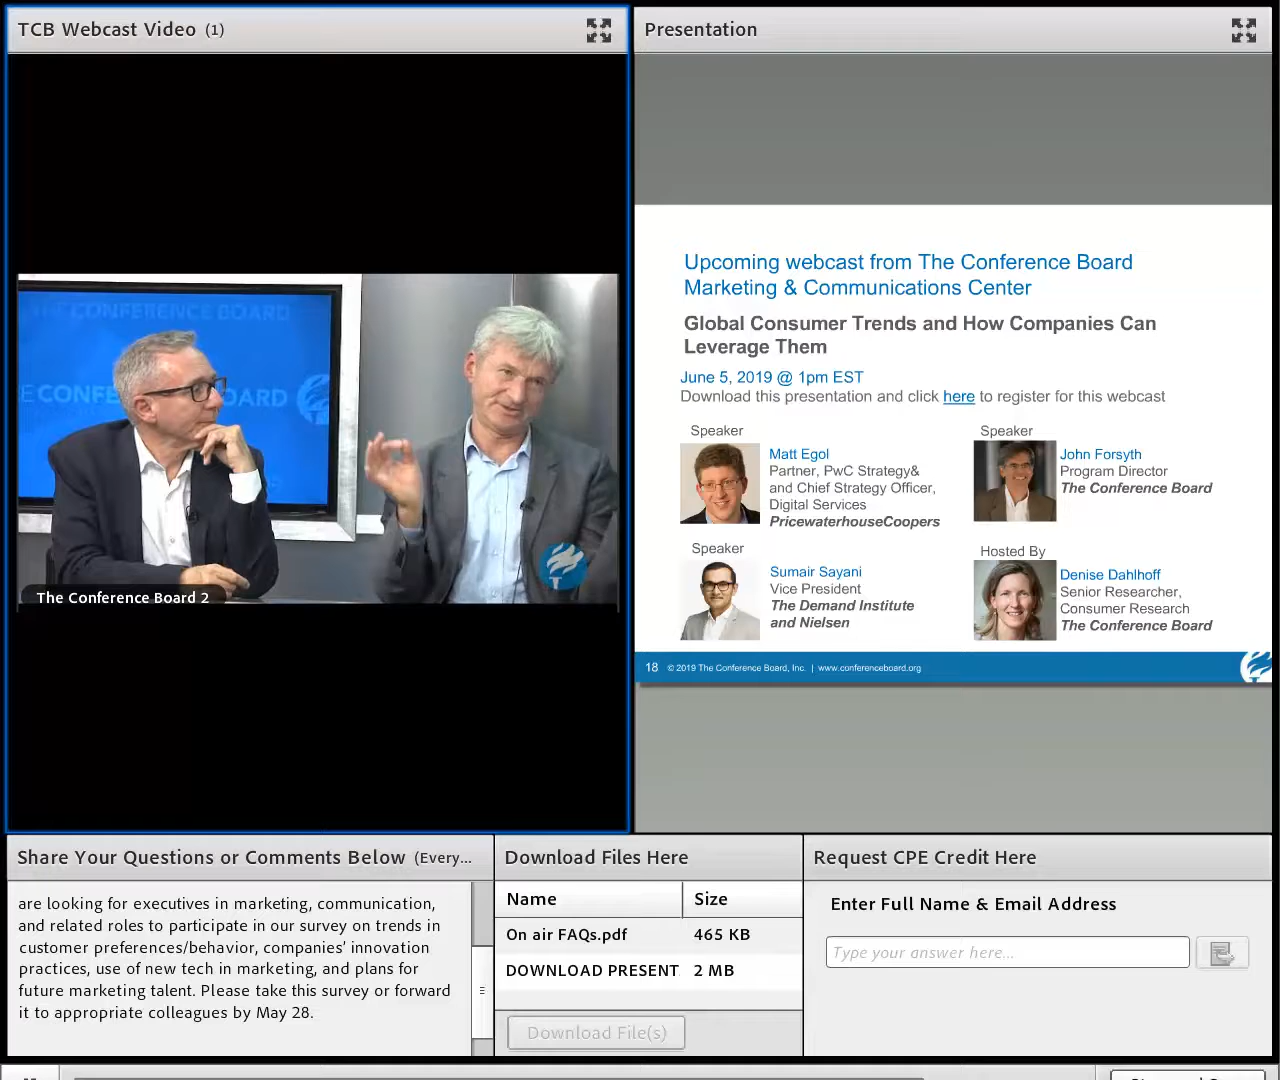 TCB Webcast Video (1)
Presentation
THE CONFERENCE BOARD
The Conference Board 2
Upcoming webcast from The Conference Board
Marketing & Communications Center
Global Consumer Trends and How Companies Can
Leverage Them
June 5, 2019 @ 1pm EST
Download this presentation and click here to register for this webcast
Speaker
Matt Egol
Partner, PwC Strategy&
and Chief Strategy Officer,
Digital Services
PricewaterhouseCoopers
Speaker
John Forsyth
Program Director
The Conference Board
Speaker
Sumair Sayani
Vice President
The Demand Institute
and Nielsen
Hosted By
Denise Dahlhoff
Senior Researcher,
Consumer Research
The Conference Board
18 © 2019 The Conference Board, Inc. | www.conferenceboard.org
Share Your Questions or Comments Below (Every...
are looking for executives in marketing, communication,
and related roles to participate in our survey on trends in
customer preferences/behavior, companies' innovation
practices, use of new tech in marketing, and plans for
future marketing talent. Please take this survey or forward
it to appropriate colleagues by May 28.
Download Files Here
Name Size
On air FAQs.pdf 465 KB
DOWNLOAD PRESENT 2 MB
Download File(s)
Request CPE Credit Here
Enter Full Name & Email Address
Type your answer here...